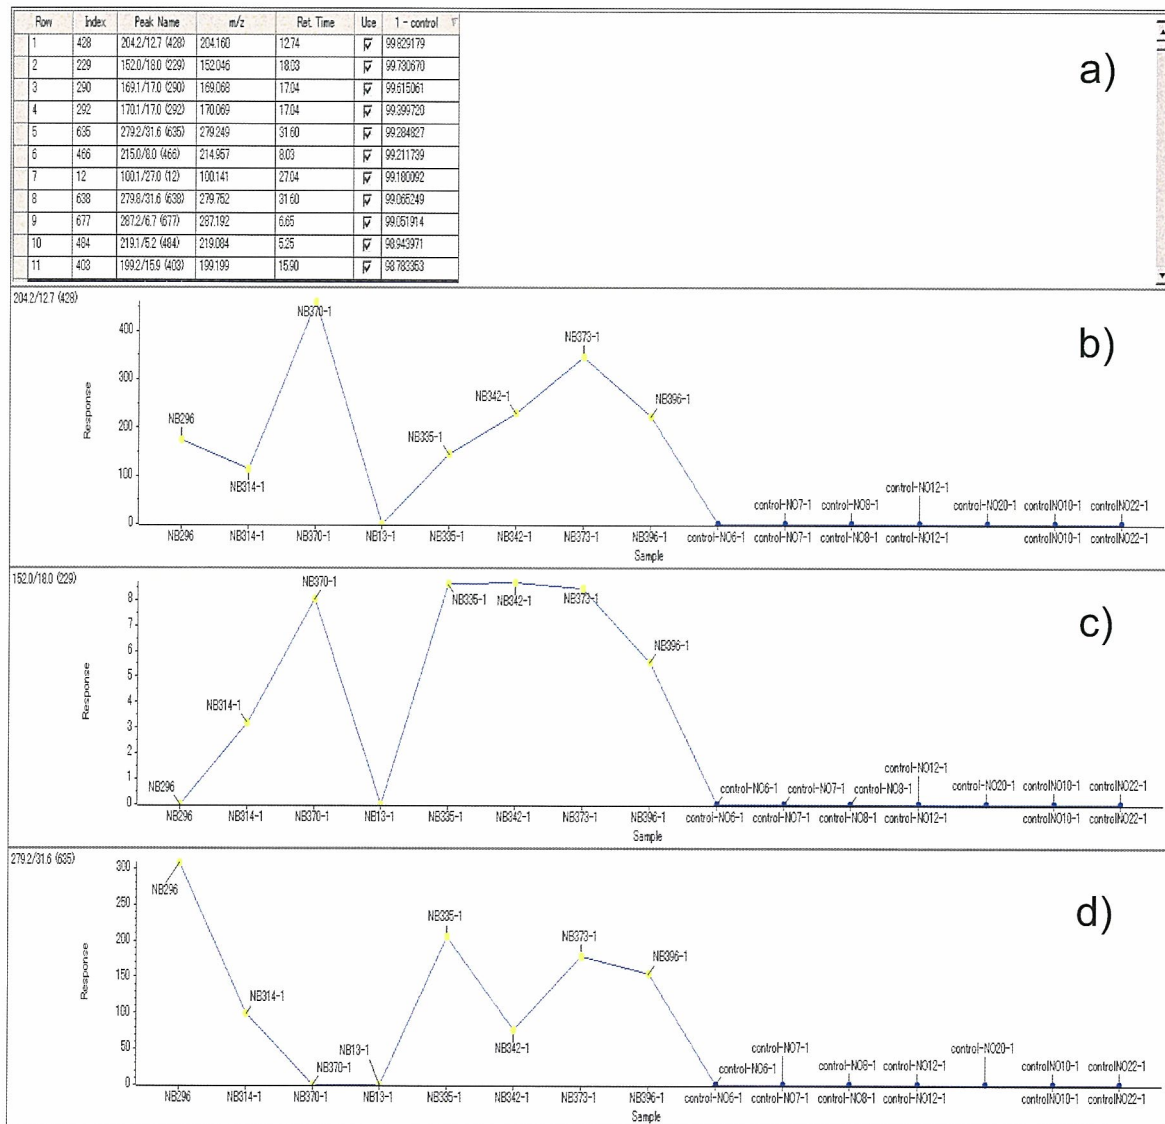 Row Index Peak Name m/z Ret. Time Use 1 - control
1 428 204.2/12.7 (428) 204.160 12.74 99.829179
2 229 152.0/18.0 (229) 152.046 18.03 99.730670
3 290 169.1/17.0 (290) 169.068 17.04 99.615061
4 292 170.1/17.0 (292) 170.069 17.04 99.399720
5 635 279.2/31.6 (635) 279.249 31.60 99.284827
6 466 215.0/8.0 (466) 214.957 8.03 99.211739
7 12 100.1/27.0 (12) 100.141 27.04 99.180092
8 638 279.8/31.6 (638) 279.752 31.60 99.065249
9 677 287.2/6.7 (677) 287.192 6.65 99.051914
10 484 219.1/5.2 (484) 219.084 5.25 98.943971
11 403 199.2/15.9 (403) 199.199 15.90 98.783353
a)
204.2/12.7 (428)
b)
Response
400
300
200
100
0
NB296
NB314-1
NB370-1
NB335-1
NB342-1
NB373-1
NB396-1
control-NO7-1
control-NO8-1
control-NO12-1
control-NO20-1
controlNO10-1
controlNO22-1
NB296 NB314-1 NB370-1 NB13-1 NB335-1 NB342-1 NB373-1 NB396-1 control-NO6-1 control-NO7-1 control-NO8-1 control-NO12-1 controlNO10-1 controlNO22-1
Sample
152.0/18.0 (229)
c)
Response
8
7
6
5
4
3
2
1
0
NB296
NB314-1
NB370-1
NB335-1
NB342-1
NB373-1
NB396-1
control-NO6-1
control-NO7-1
control-NO8-1
control-NO12-1
control-NO20-1
controlNO10-1
controlNO22-1
NB296 NB314-1 NB370-1 NB13-1 NB335-1 NB342-1 NB373-1 NB396-1 control-NO6-1 control-NO7-1 control-NO8-1 control-NO12-1 controlNO10-1 controlNO22-1
Sample
279.2/31.6 (635)
d)
Response
300
250
200
150
100
50
0
NB296
NB314-1
NB370-1
NB13-1
NB335-1
NB342-1
NB373-1
NB396-1
control-NO6-1
control-NO7-1
control-NO8-1
control-NO12-1
control-NO20-1
controlNO10-1
controlNO22-1
NB296 NB314-1 NB370-1 NB13-1 NB335-1 NB342-1 NB373-1 NB396-1 control-NO6-1 control-NO7-1 control-NO8-1 control-NO12-1 controlNO10-1 controlNO22-1
Sample